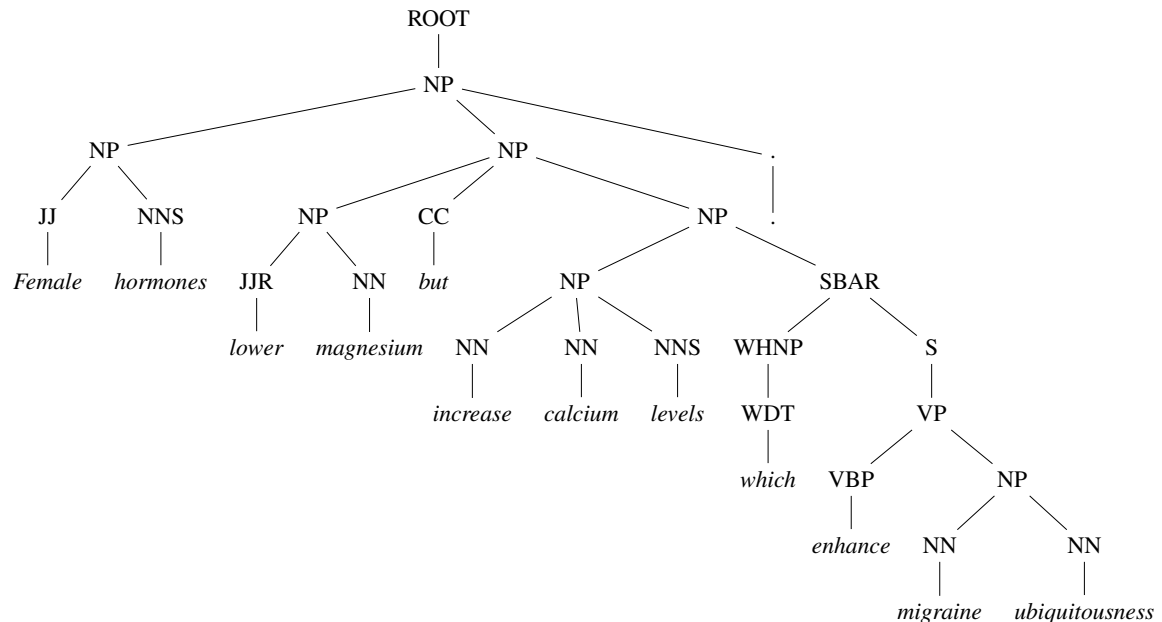 ROOT
NP
NP NP .
JJ NNS NP CC NP .
Female hormones JJR NN but NP SBAR
lower magnesium NN NN NNS WHNP S
increase calcium levels WDT VP
which VBP NP
enhance NN NN
migraine ubiquitousness